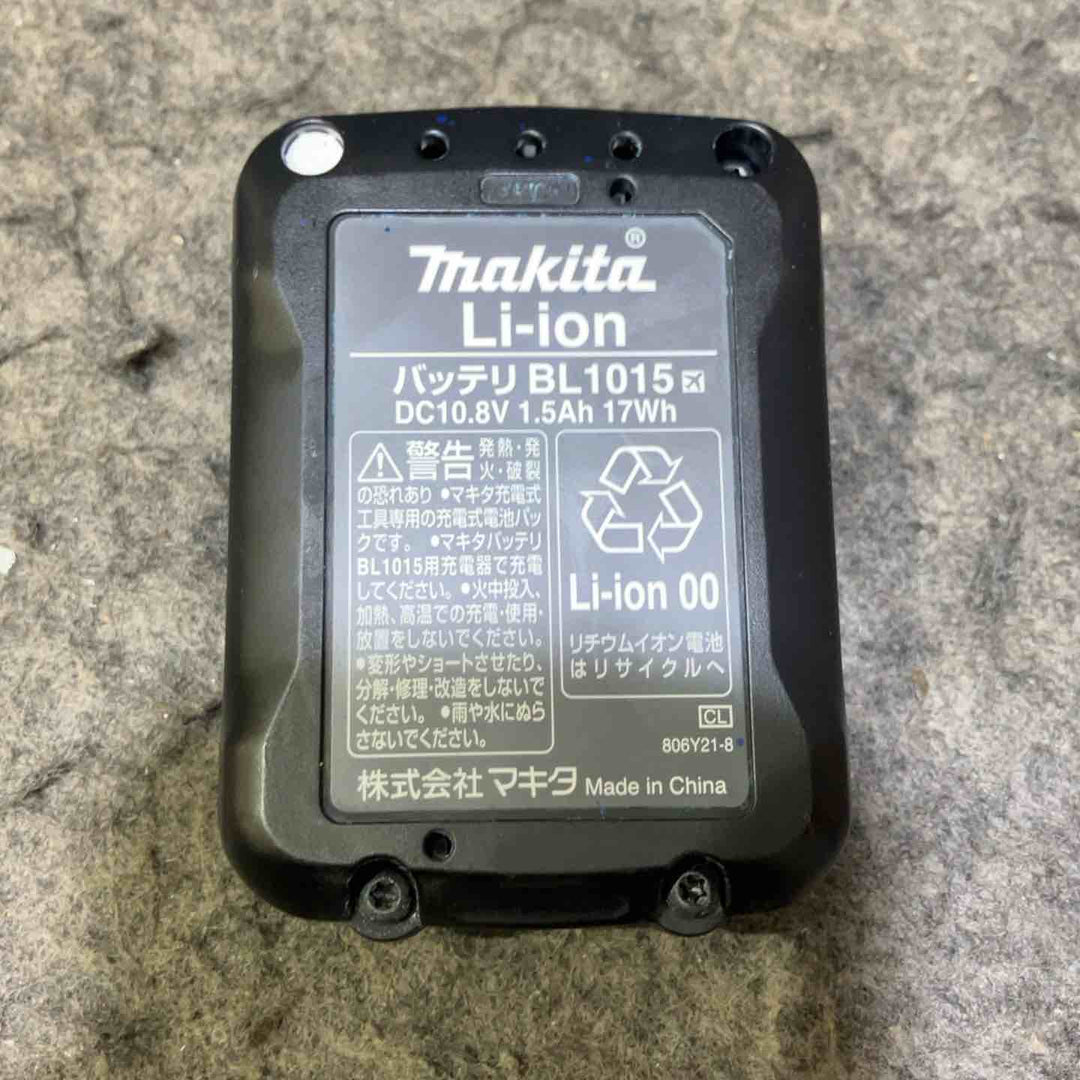 makita®
Li-ion
バッテリ BL1015
DC10.8V 1.5Ah 17Wh
警告 発熱・発
火・破裂
の恐れあり ●マキタ充電式
工具専用の充電式電池パッ
クです。 ●マキタバッテリ
BL1015用充電器で充電
してください。●火中投入、
加熱、高温での充電・使用・
放置をしないでください。
●変形やショートさせたり、
分解・修理・改造をしないで
ください。 ●雨や水にぬら
さないでください。
Li-ion 00
リチウムイオン電池
はリサイクルへ
CL
806Y21-8
株式会社 マキタ Made in China